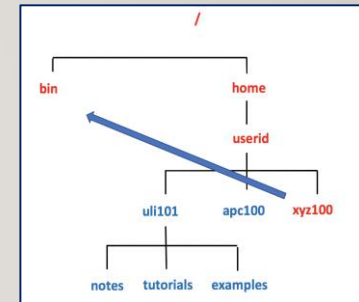 /
bin home
userid
uli101 apc100 xyz100
notes tutorials examples